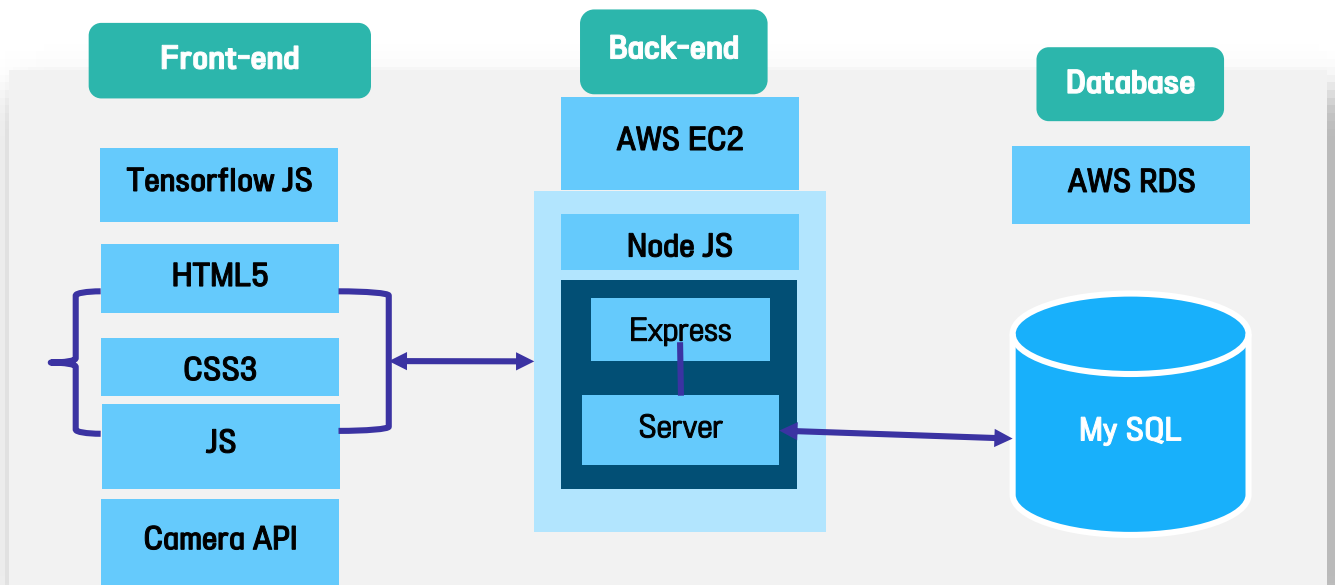 Front-end
Back-end
Database
Tensorflow JS
HTML5
CSS3
JS
Camera API
AWS EC2
Node JS
Express
Server
AWS RDS
My SQL